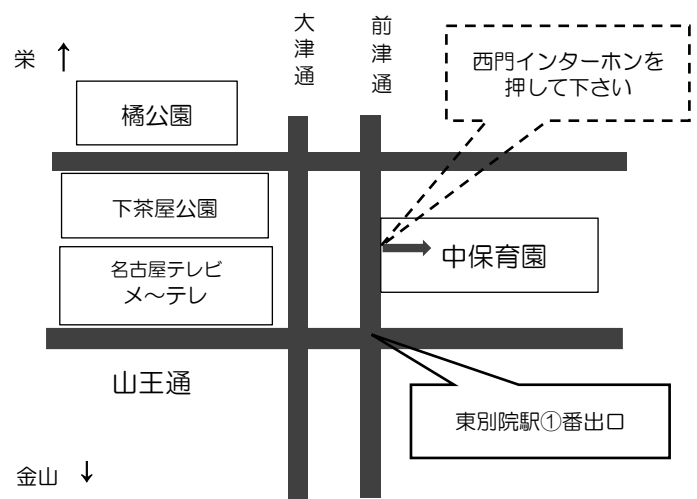 大津通
前津通
栄 ↑
西門インターホンを
押して下さい
橘公園
下茶屋公園
名古屋テレビ
メ～テレ
中保育園
山王通
東別院駅①番出口
金山 ↓